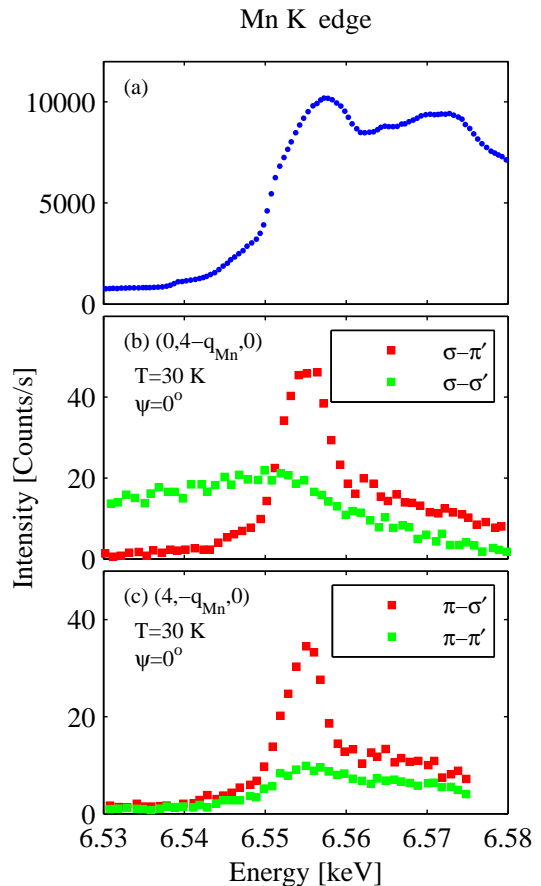 Mn K edge
(a)
10000
5000
0
(b) (0,4−q_Mn,0)
T=30 K
ψ=0°
σ−π′
σ−σ′
40
20
0
Intensity [Counts/s]
(c) (4,−q_Mn,0)
T=30 K
ψ=0°
π−σ′
π−π′
40
20
0
6.53 6.54 6.55 6.56 6.57 6.58
Energy [keV]